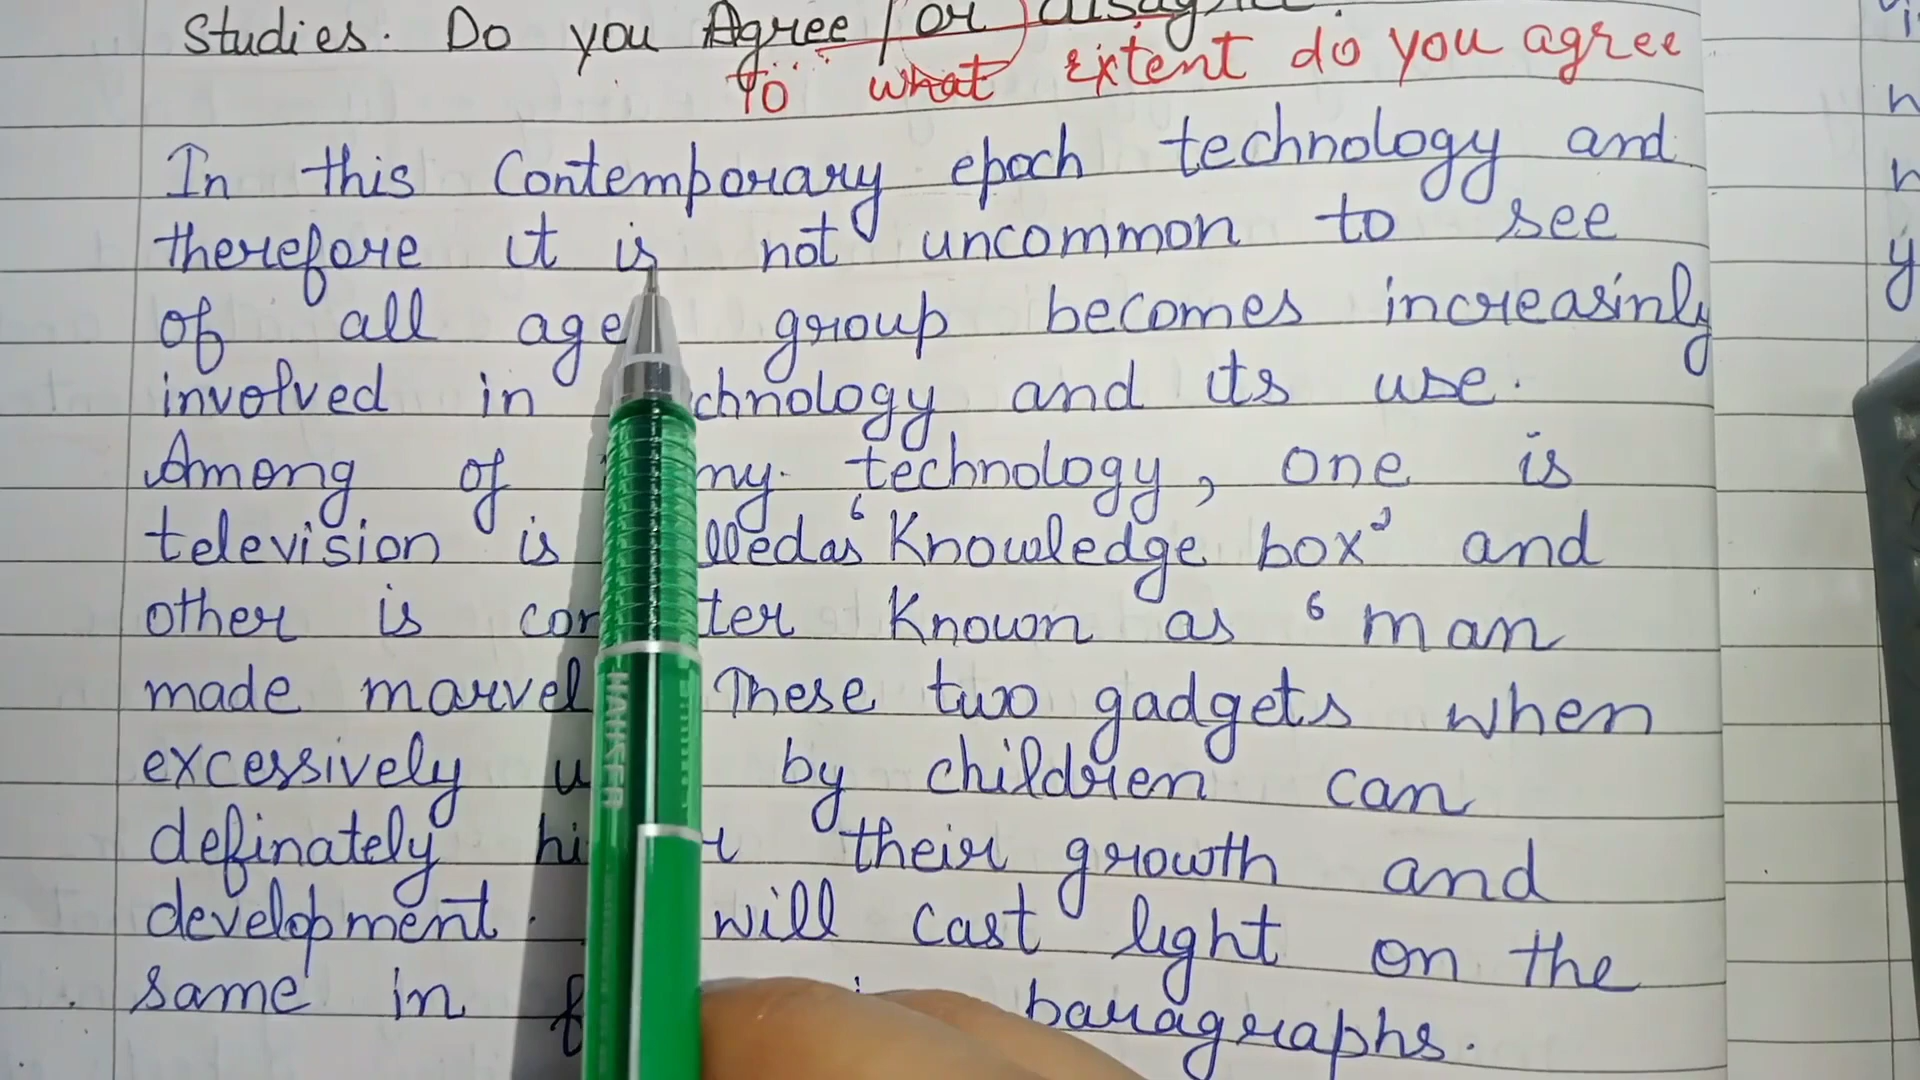 Studies. Do you Agree / or disagree.
To what extent do you agree
In this Contemporary epoch technology and
therefore it is not uncommon to see
of all age group becomes increasinly
involved in chnology and its use.
Among of ny technology, one is
television is lled as ‘Knowledge box’ and
other is com ter Known as ‘man
made marvel These two gadgets when
excessively u by children can
definately hi r their growth and
development. will cast light on the
same in f paragraphs.
HAHSER